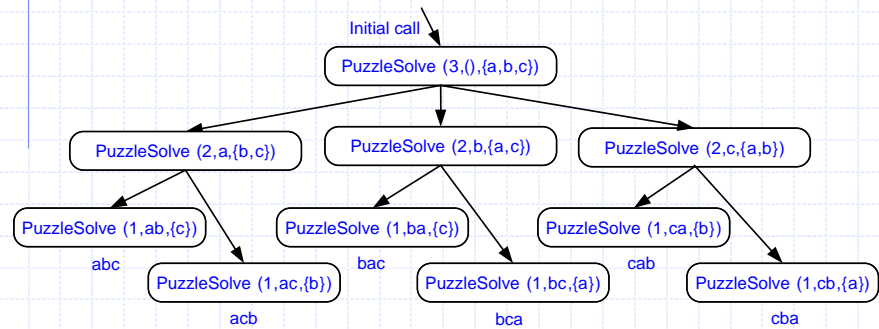 Initial call
PuzzleSolve (3,(),{a,b,c})
PuzzleSolve (2,a,{b,c})
PuzzleSolve (2,b,{a,c})
PuzzleSolve (2,c,{a,b})
PuzzleSolve (1,ab,{c})
PuzzleSolve (1,ba,{c})
PuzzleSolve (1,ca,{b})
abc
bac
cab
PuzzleSolve (1,ac,{b})
PuzzleSolve (1,bc,{a})
PuzzleSolve (1,cb,{a})
acb
bca
cba